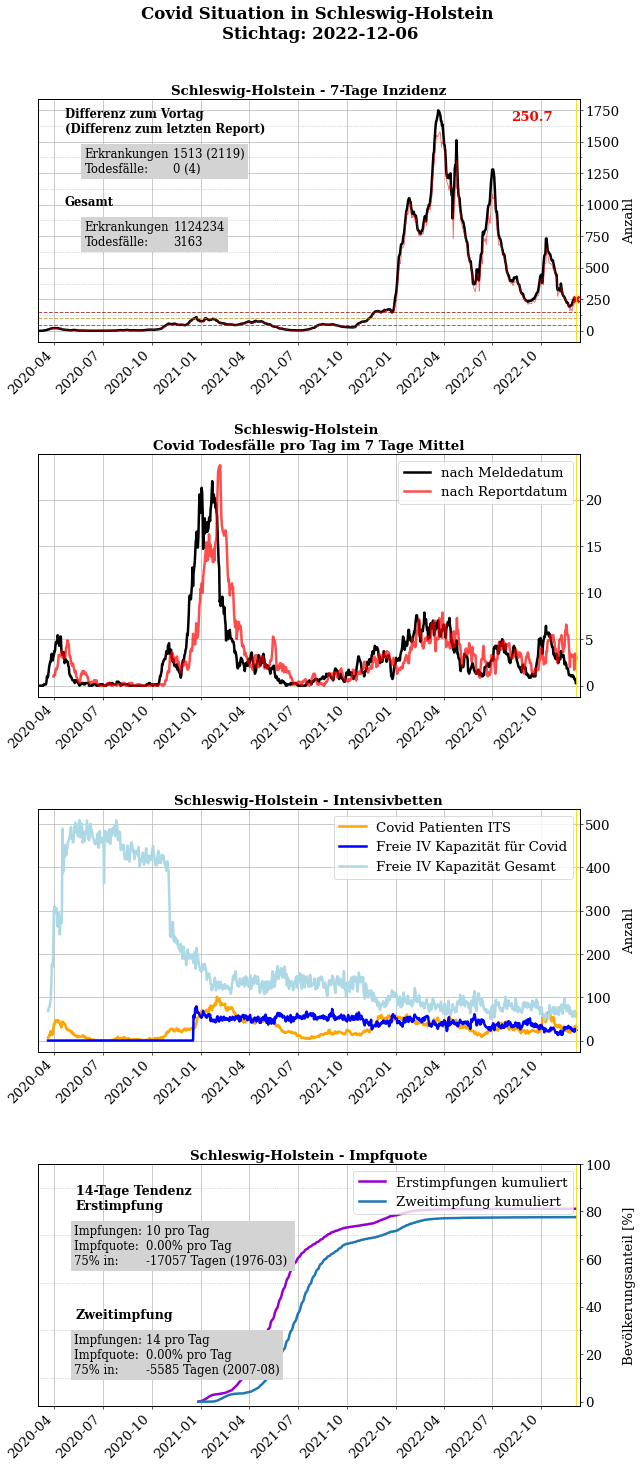 Covid Situation in Schleswig-Holstein
Stichtag: 2022-12-06
Schleswig-Holstein - 7-Tage Inzidenz
Differenz zum Vortag
(Differenz zum letzten Report)
Erkrankungen 1513 (2119)
Todesfälle: 0 (4)
Gesamt
Erkrankungen 1124234
Todesfälle: 3163
250.7
1750
1500
1250
1000
750
500
250
0
Anzahl
2020-04
2020-07
2020-10
2021-01
2021-04
2021-07
2021-10
2022-01
2022-04
2022-07
2022-10
Schleswig-Holstein
Covid Todesfälle pro Tag im 7 Tage Mittel
nach Meldedatum
nach Reportdatum
20
15
10
5
0
2020-04
2020-07
2020-10
2021-01
2021-04
2021-07
2021-10
2022-01
2022-04
2022-07
2022-10
Schleswig-Holstein - Intensivbetten
Covid Patienten ITS
Freie IV Kapazität für Covid
Freie IV Kapazität Gesamt
500
400
300
200
100
0
Anzahl
2020-04
2020-07
2020-10
2021-01
2021-04
2021-07
2021-10
2022-01
2022-04
2022-07
2022-10
Schleswig-Holstein - Impfquote
14-Tage Tendenz
Erstimpfung
Impfungen: 10 pro Tag
Impfquote: 0.00% pro Tag
75% in: -17057 Tagen (1976-03)
Zweitimpfung
Impfungen: 14 pro Tag
Impfquote: 0.00% pro Tag
75% in: -5585 Tagen (2007-08)
Erstimpfungen kumuliert
Zweitimpfung kumuliert
100
80
60
40
20
0
Bevölkerungsanteil [%]
2020-04
2020-07
2020-10
2021-01
2021-04
2021-07
2021-10
2022-01
2022-04
2022-07
2022-10